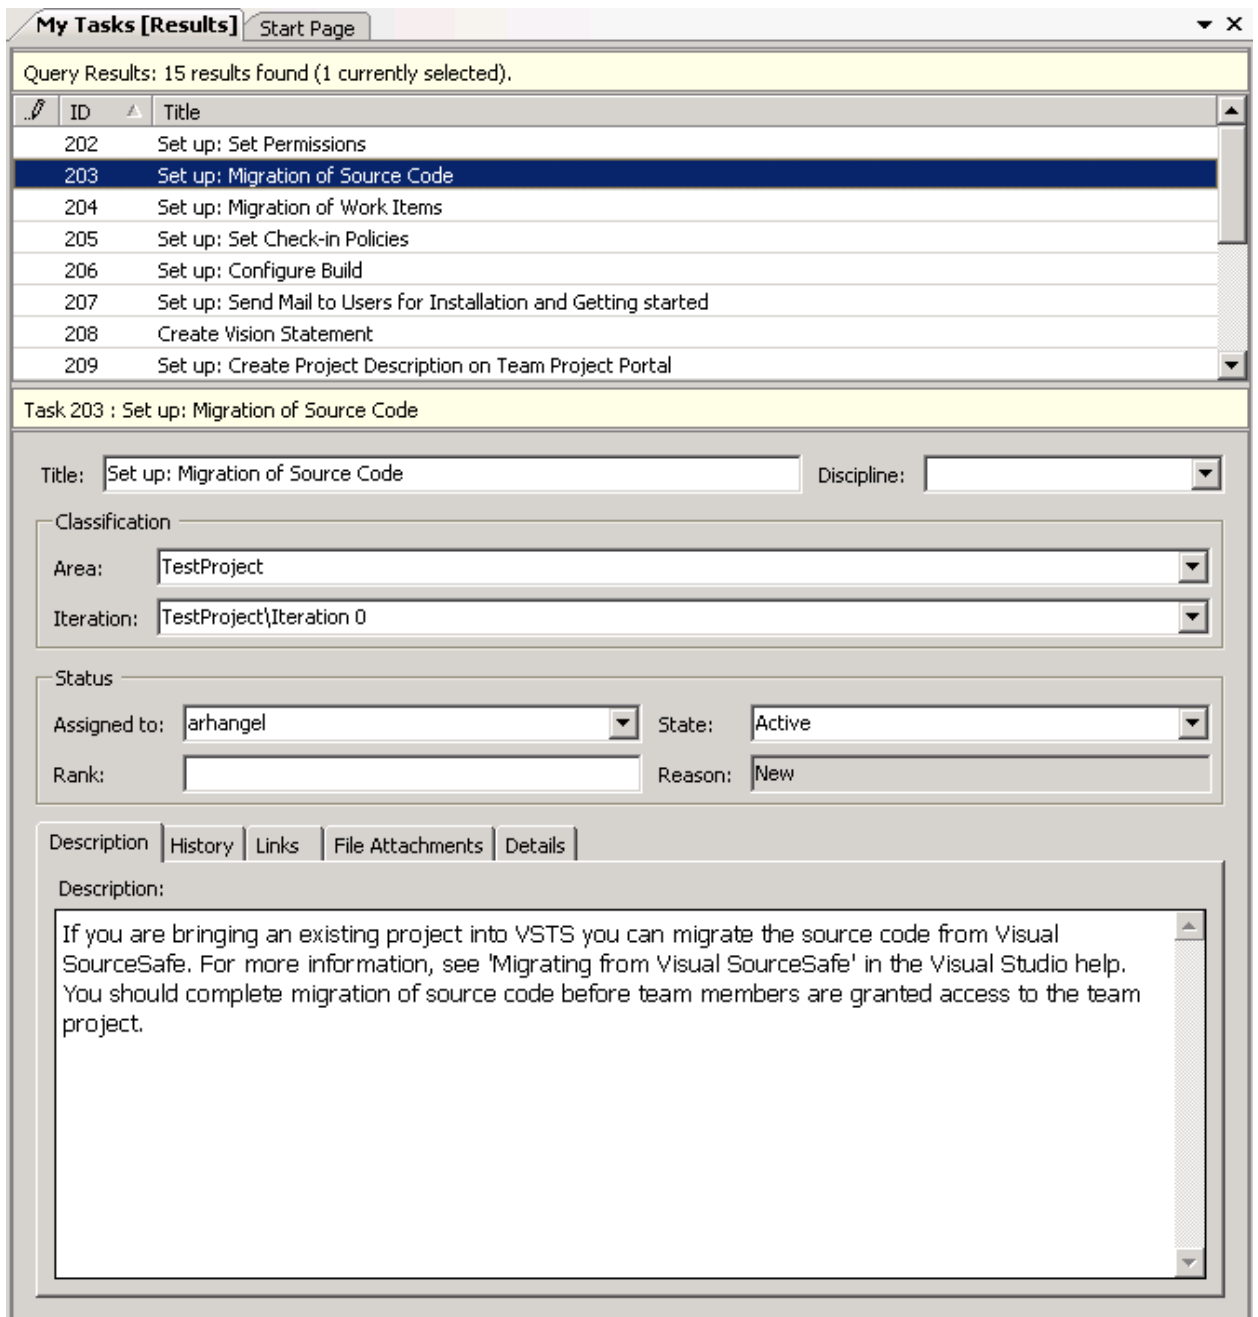 My Tasks [Results] Start Page
Query Results: 15 results found (1 currently selected).
ID Title
202 Set up: Set Permissions
203 Set up: Migration of Source Code
204 Set up: Migration of Work Items
205 Set up: Set Check-in Policies
206 Set up: Configure Build
207 Set up: Send Mail to Users for Installation and Getting started
208 Create Vision Statement
209 Set up: Create Project Description on Team Project Portal
Task 203 : Set up: Migration of Source Code
Title: Set up: Migration of Source Code Discipline:
Classification
Area: TestProject
Iteration: TestProject\Iteration 0
Status
Assigned to: arhangel State: Active
Rank: Reason: New
Description History Links File Attachments Details
Description:
If you are bringing an existing project into VSTS you can migrate the source code from Visual
SourceSafe. For more information, see 'Migrating from Visual SourceSafe' in the Visual Studio help.
You should complete migration of source code before team members are granted access to the team
project.